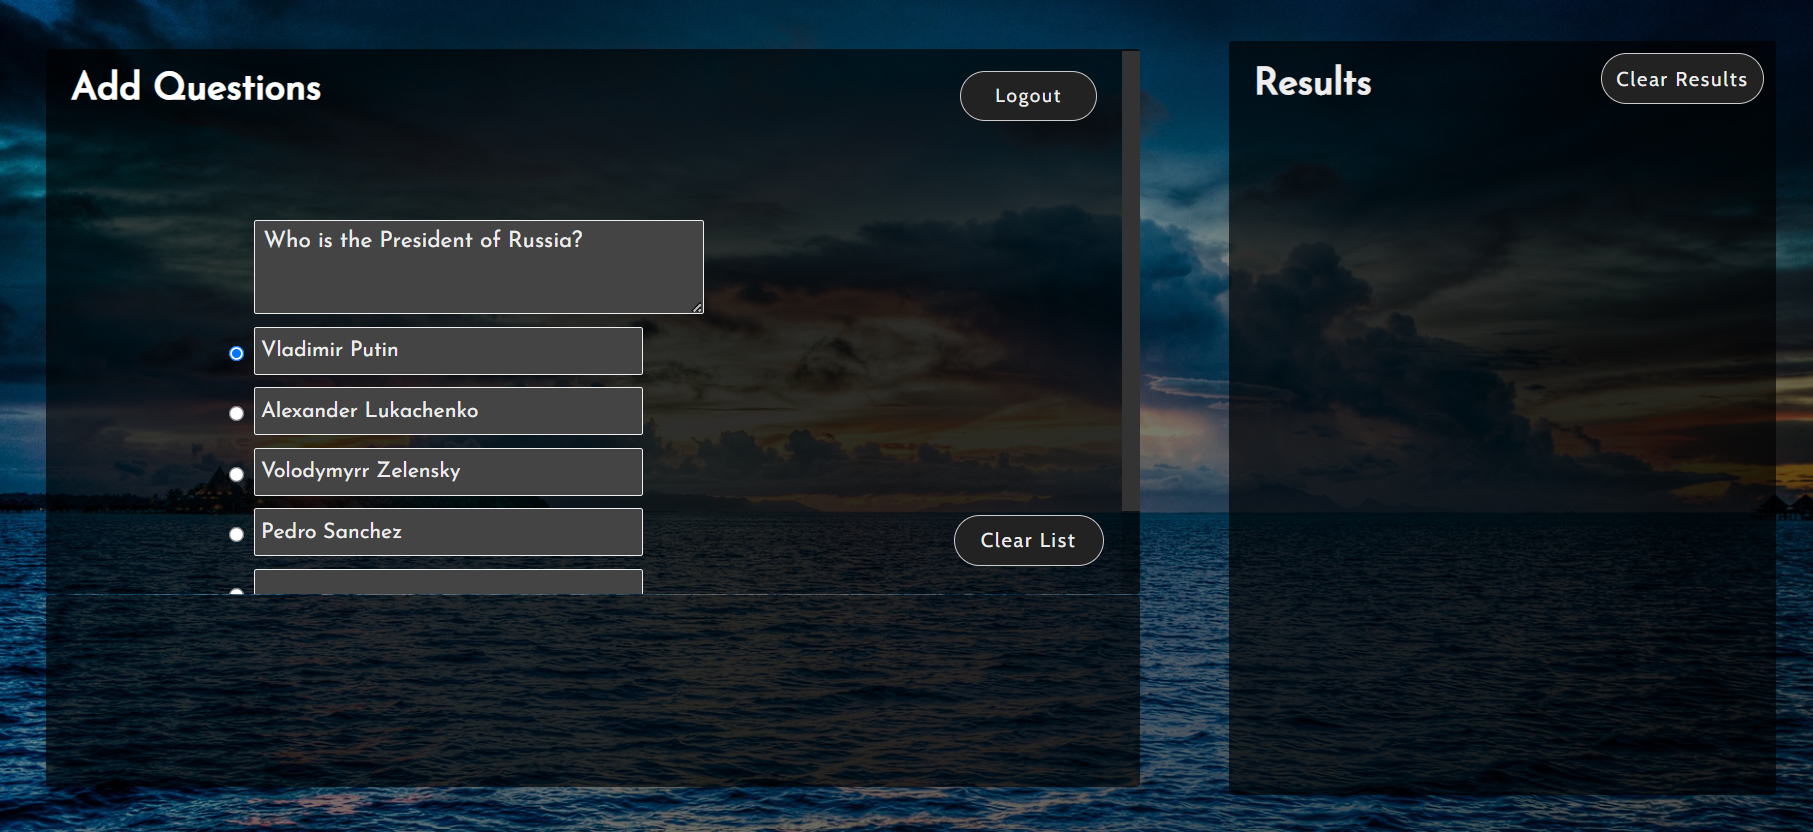 Add Questions
Logout
Who is the President of Russia?
Vladimir Putin
Alexander Lukachenko
Volodymyrr Zelensky
Pedro Sanchez
Clear List
Results
Clear Results